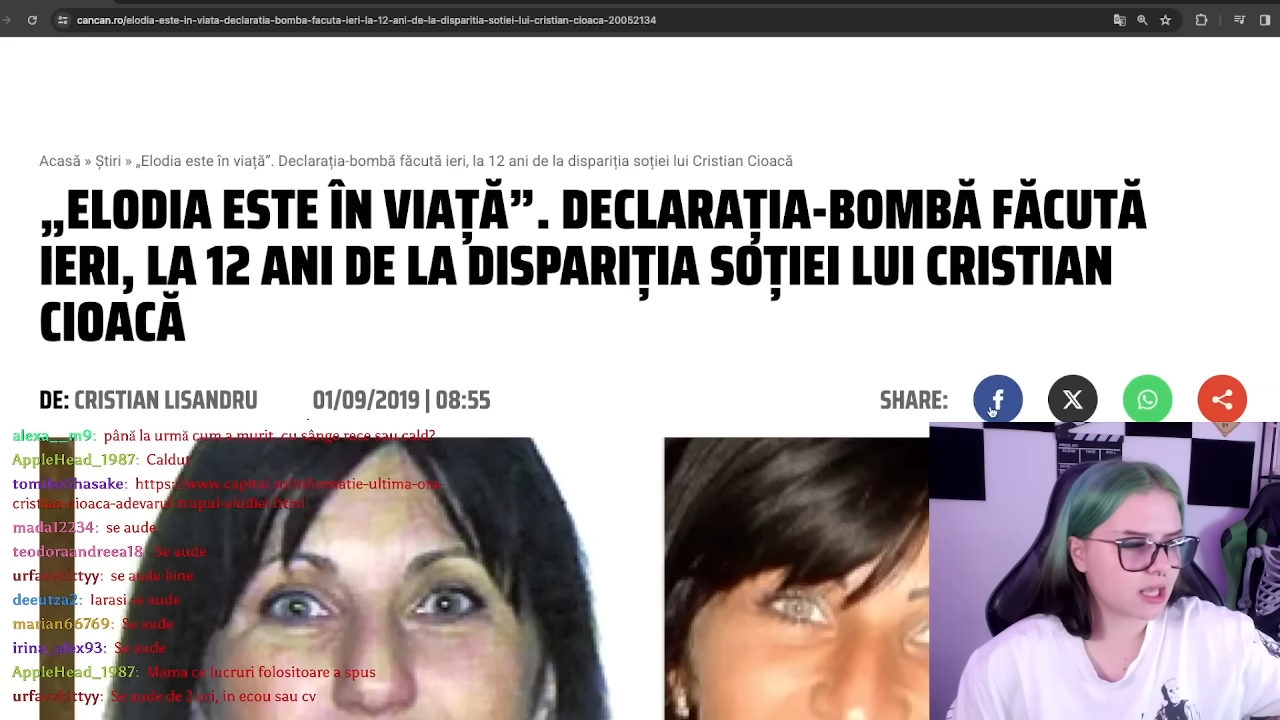 cancan.ro/elodia-este-in-viata-declaratia-bomba-facuta-ieri-la-12-ani-de-la-disparitia-sotiei-lui-cristian-cioaca-20052134
Acasă » Știri » „Elodia este în viață”. Declarația-bombă făcută ieri, la 12 ani de la dispariția soției lui Cristian Cioacă
„ELODIA ESTE ÎN VIAȚĂ”. DECLARAȚIA-BOMBĂ FĂCUTĂ
IERI, LA 12 ANI DE LA DISPARIȚIA SOȚIEI LUI CRISTIAN
CIOACĂ
DE: CRISTIAN LISANDRU 01/09/2019 | 08:55 SHARE:
alexa__m9: până la urmă cum a murit, cu sânge rece sau cald?
AppleHead_1987: Caldut
cristian-cioaca-adevarul-trupul-elodiei.html
mada12234: se aude
teodoraandreea18: Se aude
se aude bine
deeutza2: Iarasi se aude
marian66769: Se aude
irina_alex93: Se aude
AppleHead_1987: Mama ce lucruri folositoare a spus
Se aude de 2 ori, in ecou sau cv